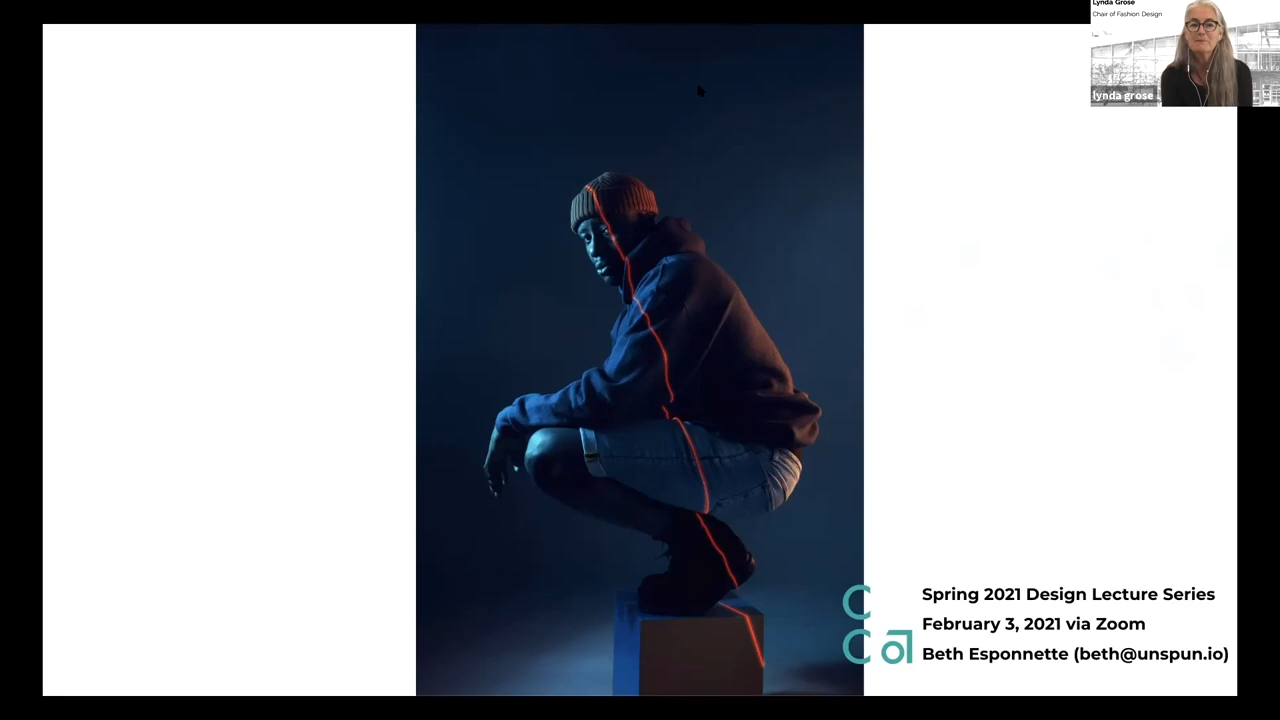 Lynda Grose
Chair of Fashion Design
lynda grose
Spring 2021 Design Lecture Series
February 3, 2021 via Zoom
Beth Esponnette (beth@unspun.io)
CCa